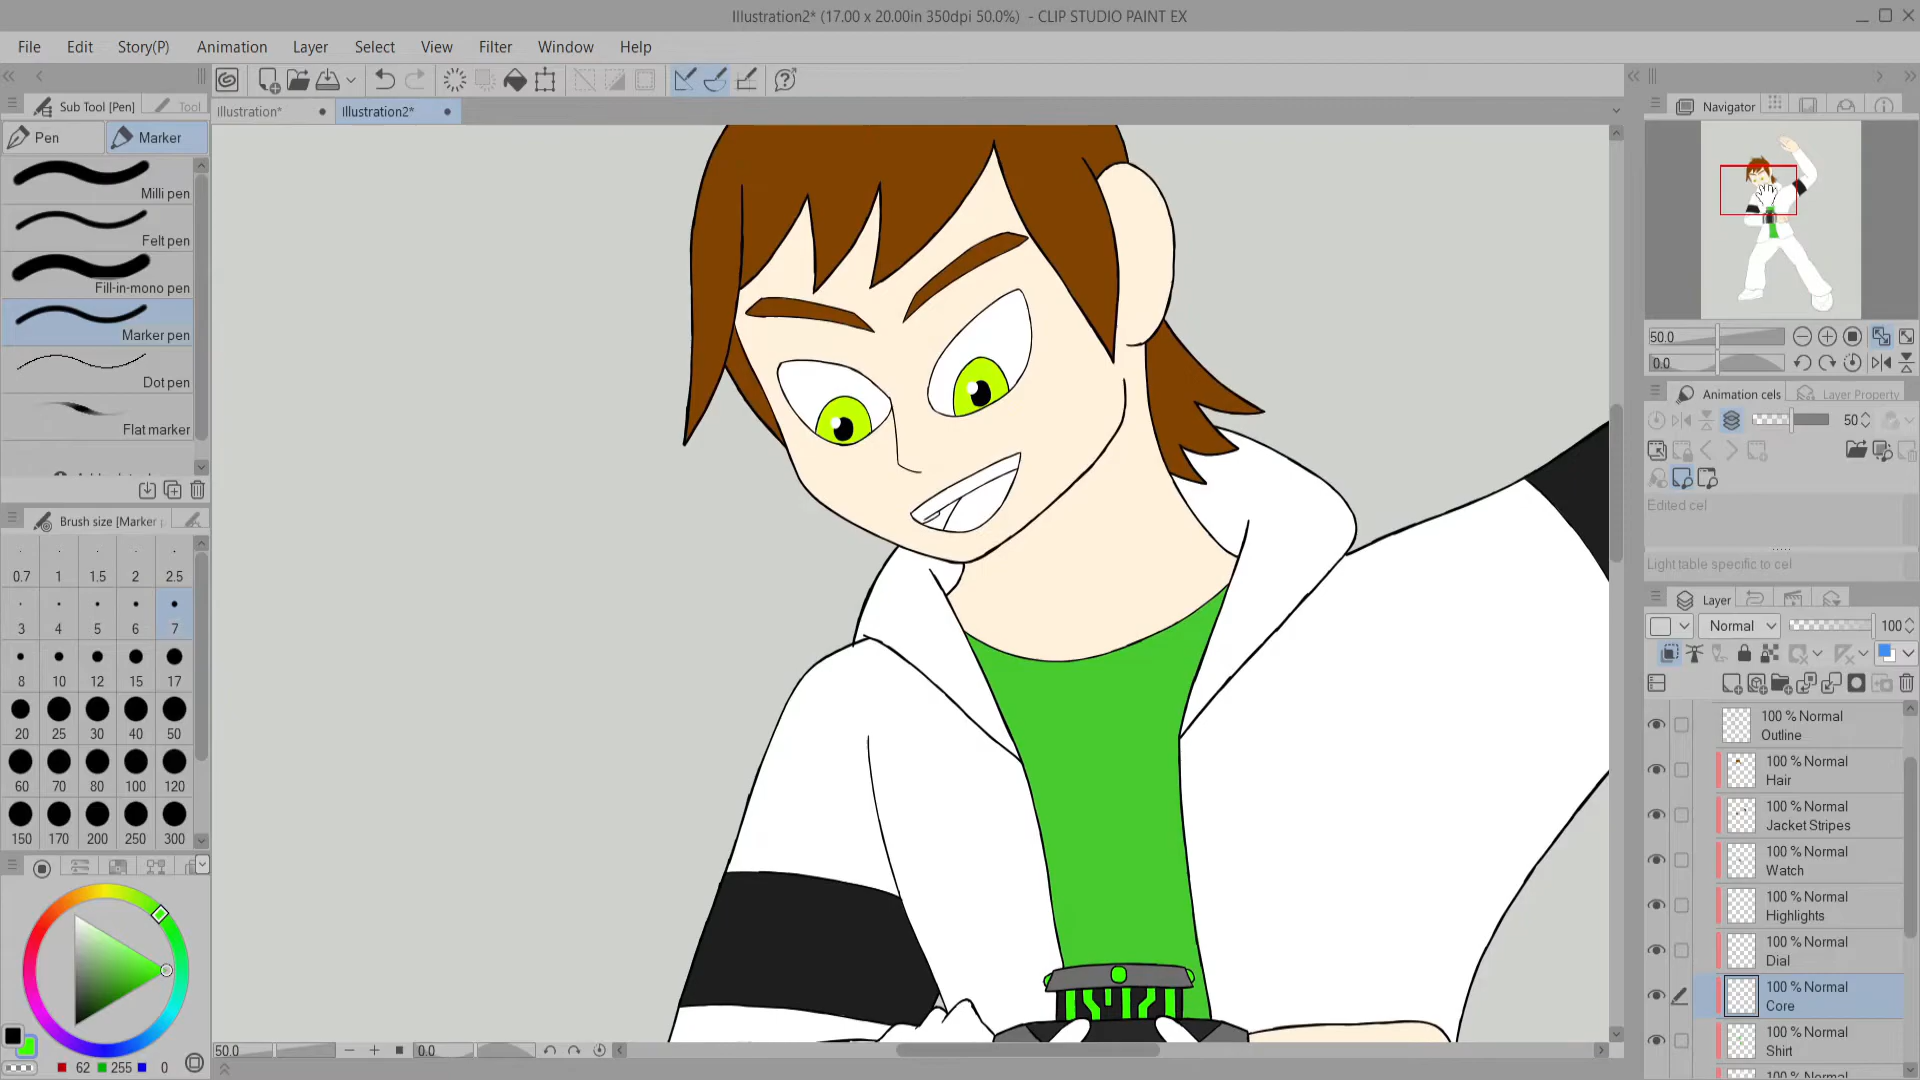 Illustration2* (17.00 x 20.00in 350dpi 50.0%) - CLIP STUDIO PAINT EX
File Edit Story(P) Animation Layer Select View Filter Window Help
Sub Tool [Pen] Tool
Illustration* Illustration2*
Navigator
Pen Marker
Milli pen
Felt pen
Fill-in-mono pen
Marker pen
Dot pen
Flat marker
Brush size [Marker
0.7 1 1.5 2 2.5
3 4 5 6 7
8 10 12 15 17
20 25 30 40 50
60 70 80 100 120
150 170 200 250 300
62 255 0
50.0 0.0
50.0
0.0
Animation cels Layer Property
50
Edited cel
Light table specific to cel
Layer
Normal 100
100 % Normal
Outline
100 % Normal
Hair
100 % Normal
Jacket Stripes
100 % Normal
Watch
100 % Normal
Highlights
100 % Normal
Dial
100 % Normal
Core
100 % Normal
Shirt
100 % Normal